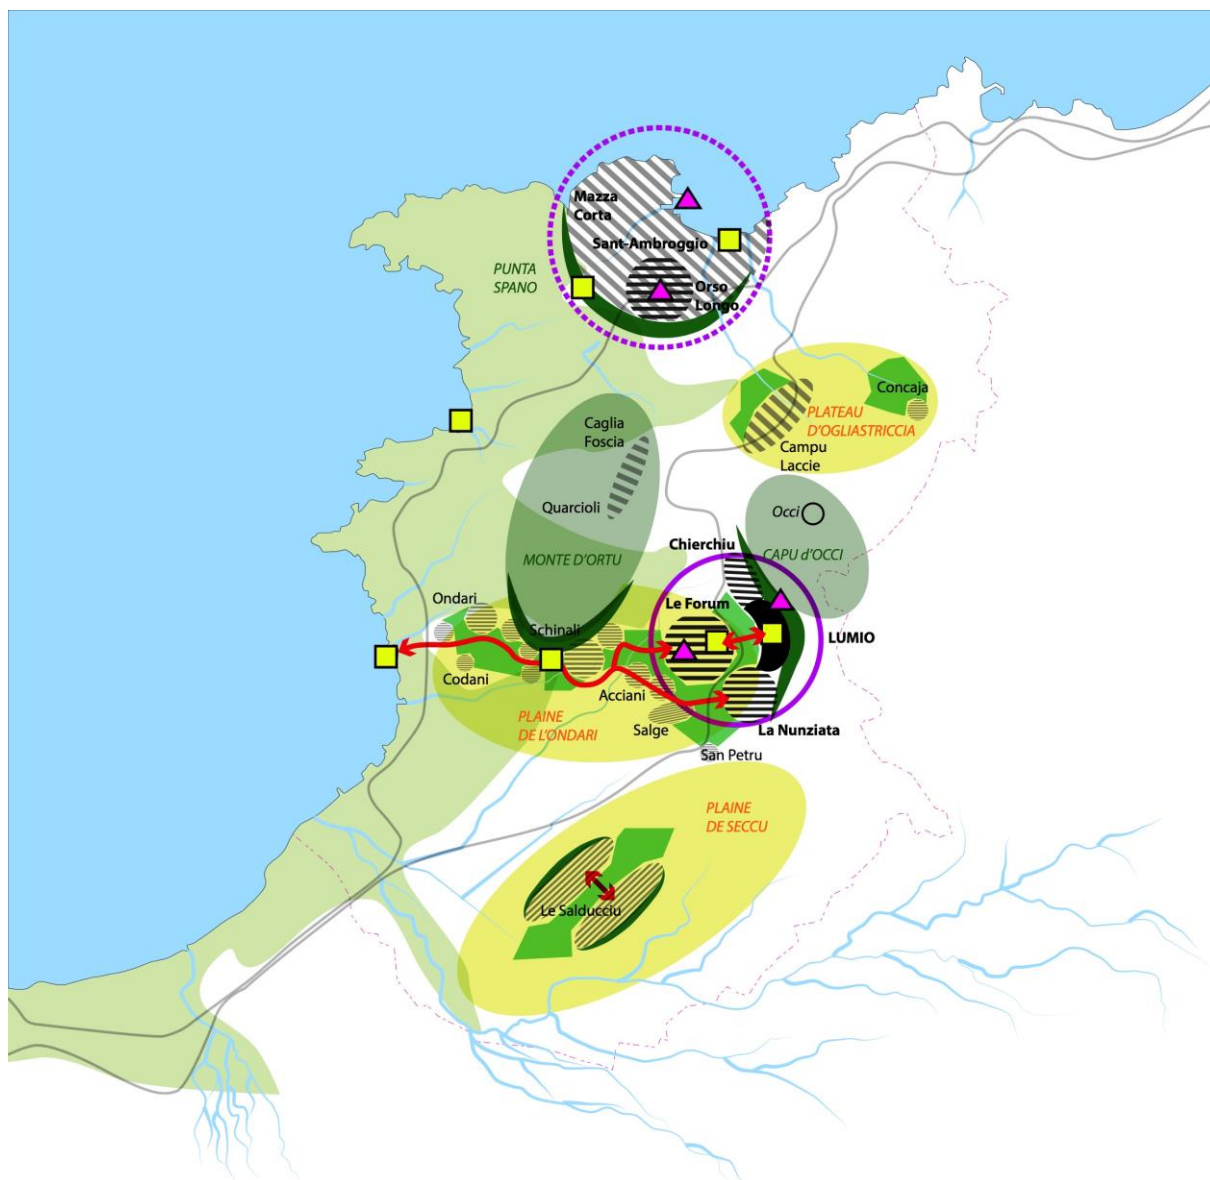 Mazza
Corta
Sant-Ambroggio
PUNTA
SPANO
Orso
Longo
Concaja
PLATEAU
D'OGLIASTRICCIA
Caglia
Foscia
Campu
Laccie
Quarcioli
Occi
Chierchiu
MONTE D'ORTU
CAPU d'OCCI
Ondari
Le Forum
Schinali
LUMIO
Codani
Acciani
PLAINE
DE L'ONDARI
Salge
La Nunziata
San Petru
PLAINE
DE SECCU
Le Salducciu